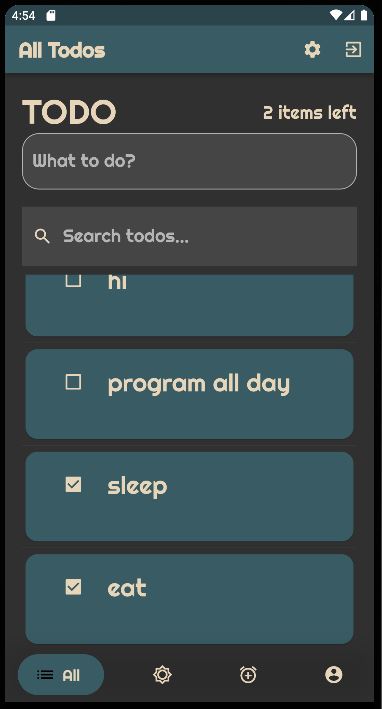 4:54
All Todos
TODO
2 items left
What to do?
Search todos...
hi
program all day
sleep
eat
All